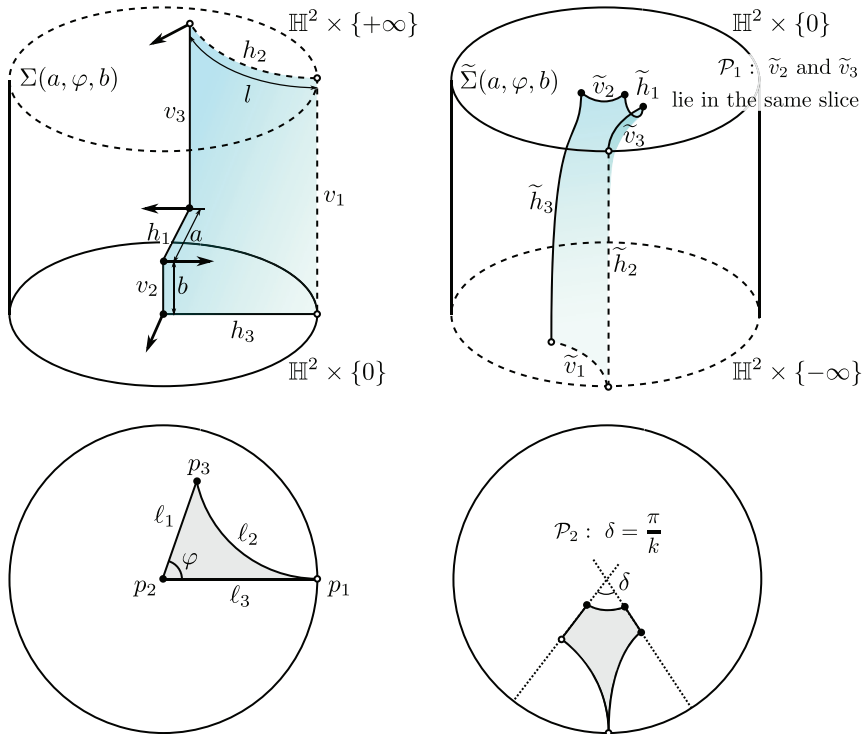 ℍ² × {+∞}
Σ(a, φ, b)
h₂
l
v₃
v₁
h₁
a
v₂
b
h₃
ℍ² × {0}
ℍ² × {0}
𝒫₁ : ṽ₂ and ṽ₃
lie in the same slice
Σ̃(a, φ, b)
ṽ₂
h̃₁
ṽ₃
h̃₃
h̃₂
ṽ₁
ℍ² × {−∞}
p₃
ℓ₁
ℓ₂
φ
p₂
ℓ₃
p₁
𝒫₂ : δ = π/k
δ